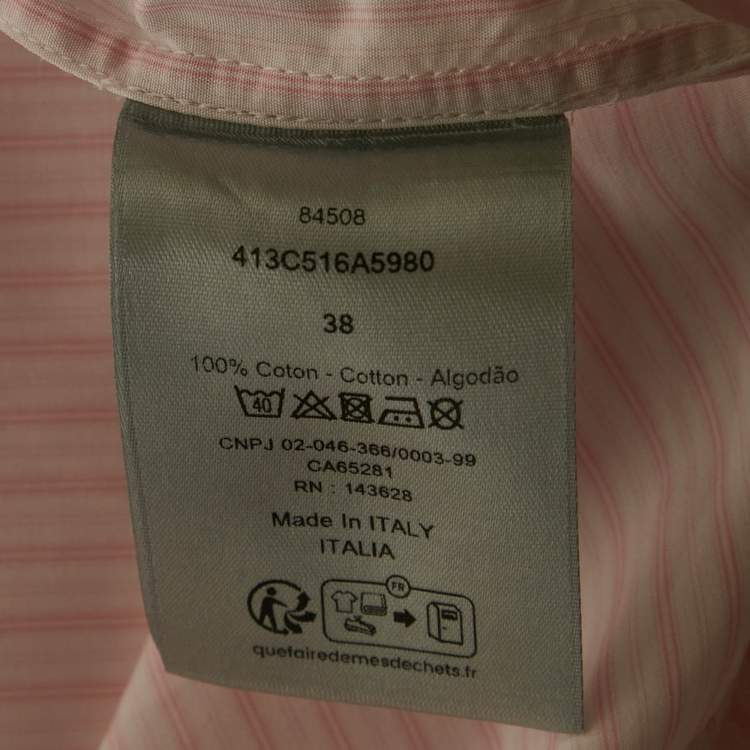 84508
413C516A5980
38
100% Coton - Cotton - Algodão
40
CNPJ 02-046-366/0003-99
CA65281
RN : 143628
Made In ITALY
ITALIA
FR
quefairedemesdechets.fr